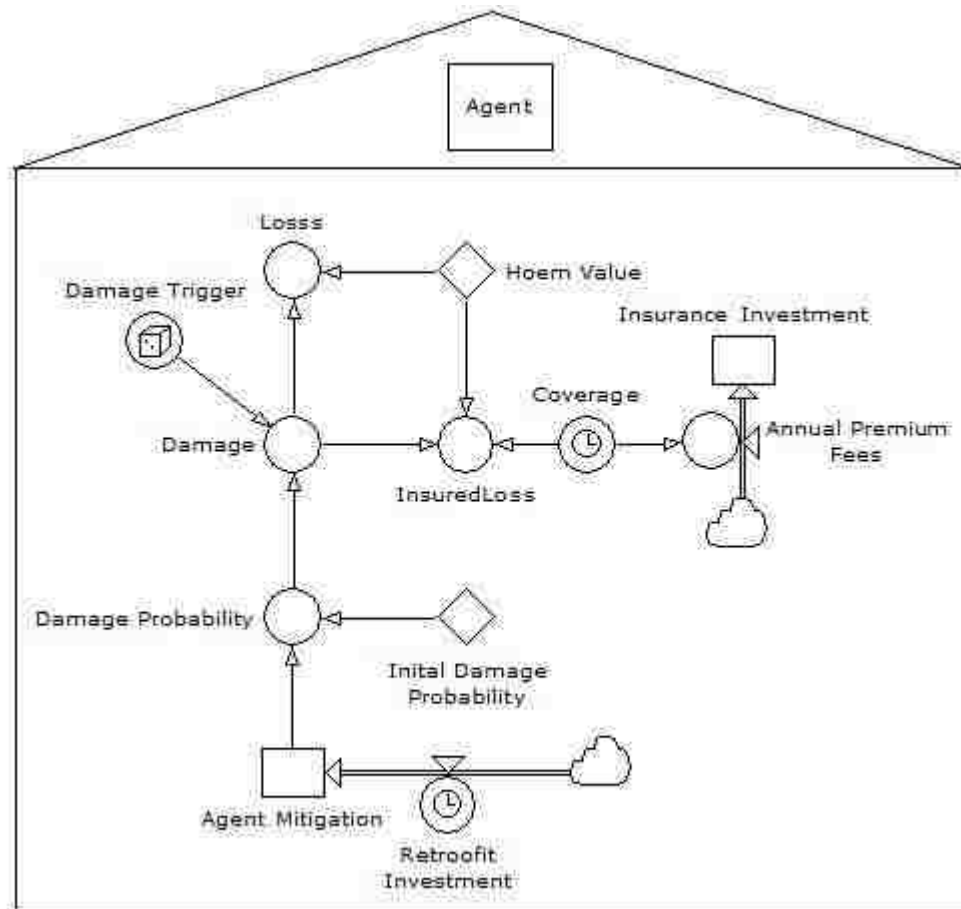 Agent
Losss
Hoem Value
Damage Trigger
Insurance Investment
Coverage
Damage
Annual Premium
Fees
InsuredLoss
Damage Probability
Inital Damage
Probability
Agent Mitigation
Retroofit
Investment